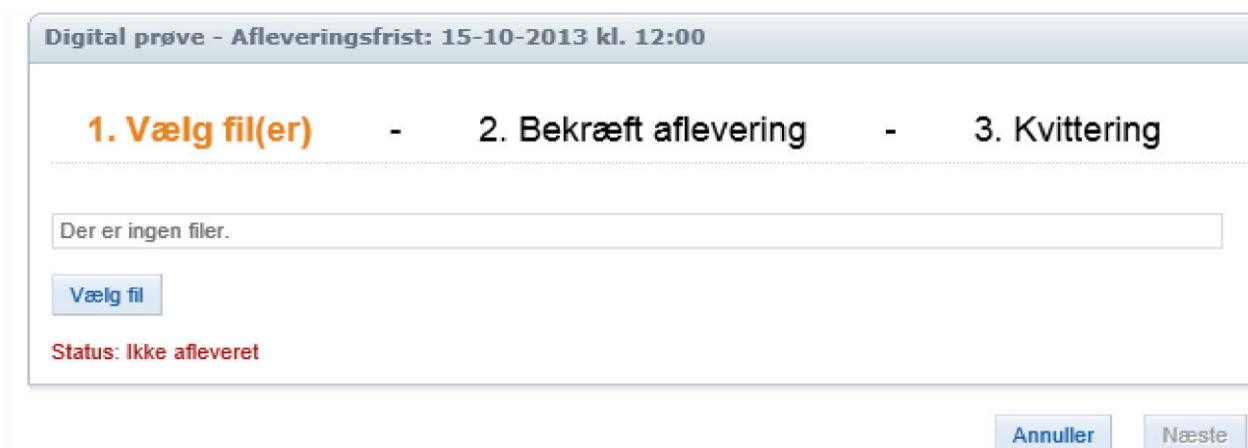 Digital prøve - Afleveringsfrist: 15-10-2013 kl. 12:00
1. Vælg fil(er) - 2. Bekræft aflevering - 3. Kvittering
Der er ingen filer.
Vælg fil
Status: Ikke afleveret
Annuller Næste